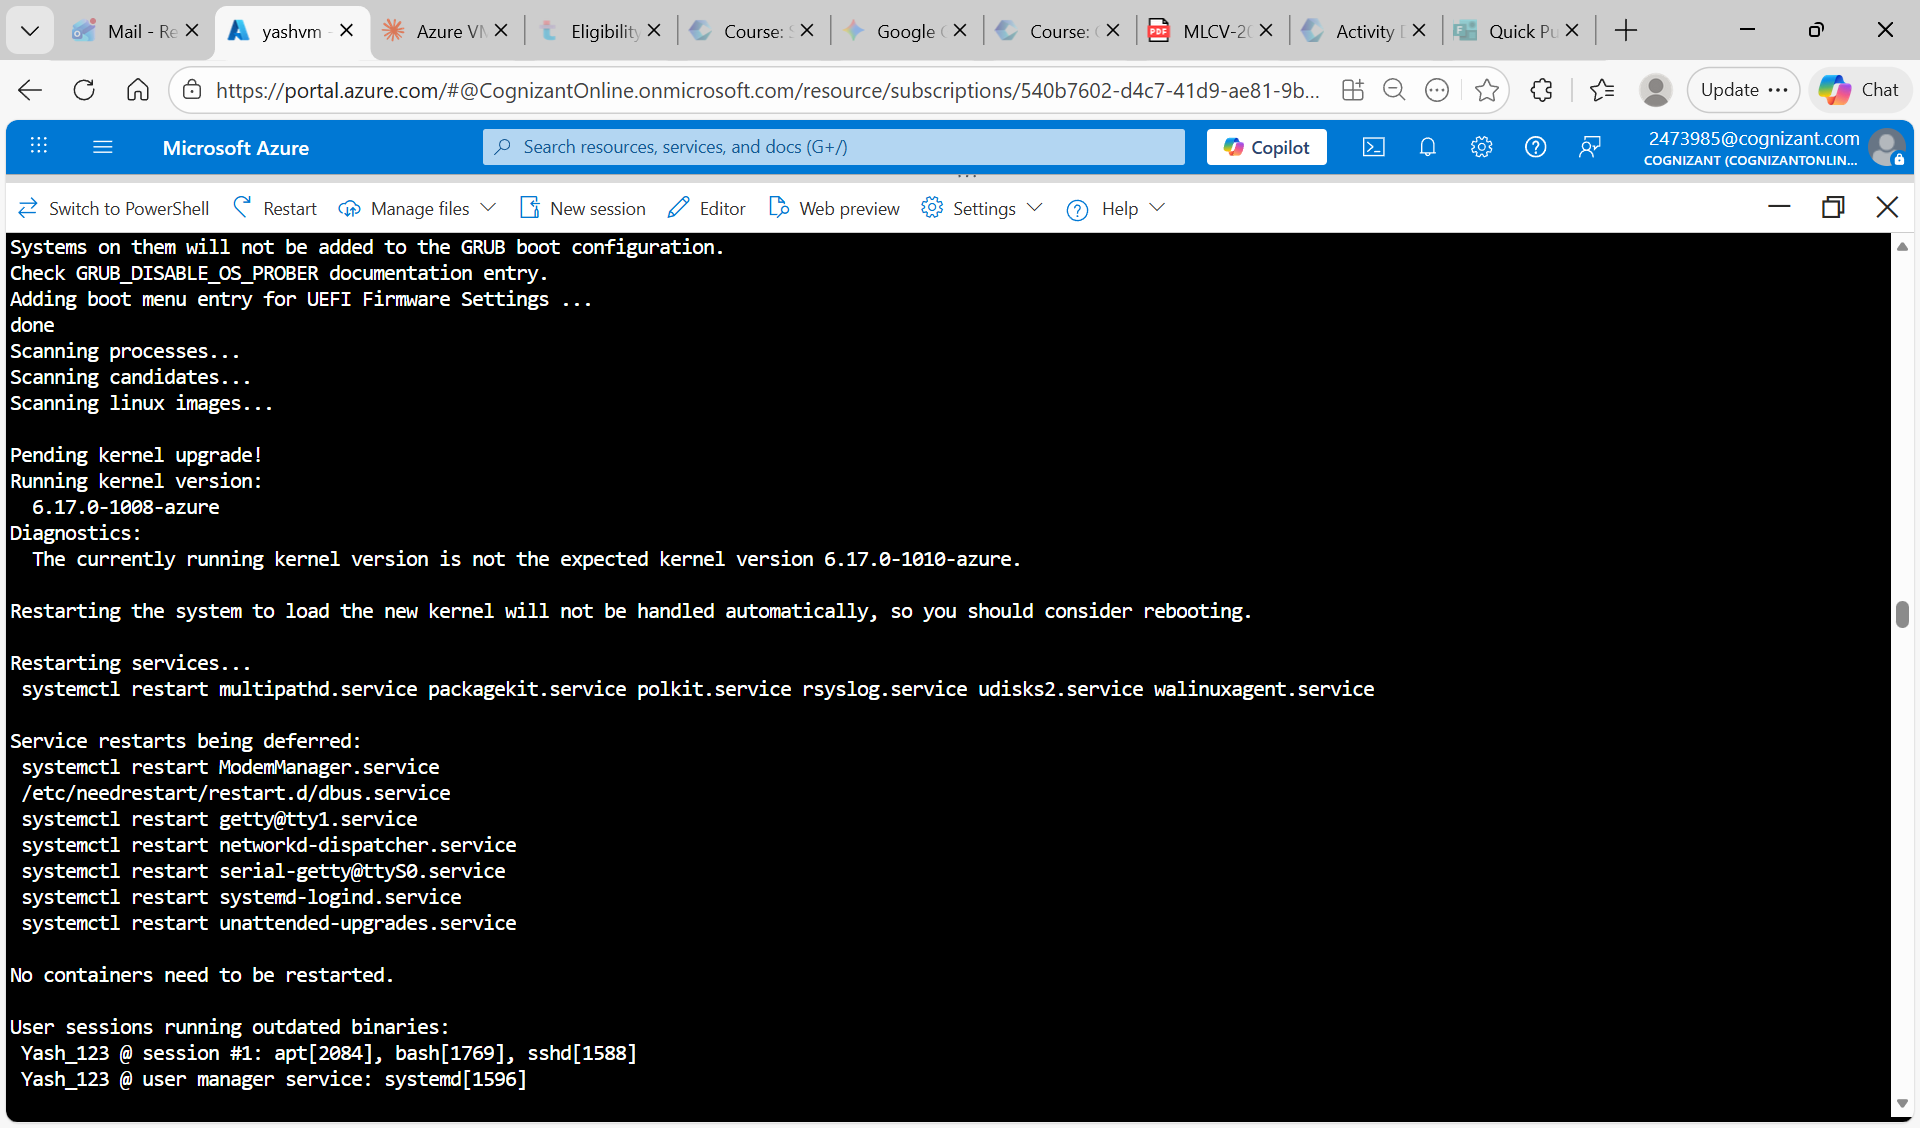 Mail - Re
yashvm -
Azure VM
Eligibility
Course: S
Google C
Course: C
MLCV-20
Activity D
Quick Pu
https://portal.azure.com/#@CognizantOnline.onmicrosoft.com/resource/subscriptions/540b7602-d4c7-41d9-ae81-9b...
Update
Chat
Microsoft Azure
Search resources, services, and docs (G+/)
Copilot
2473985@cognizant.com
COGNIZANT (COGNIZANTONLIN...
Switch to PowerShell
Restart
Manage files
New session
Editor
Web preview
Settings
Help
Systems on them will not be added to the GRUB boot configuration.
Check GRUB_DISABLE_OS_PROBER documentation entry.
Adding boot menu entry for UEFI Firmware Settings ...
done
Scanning processes...
Scanning candidates...
Scanning linux images...
Pending kernel upgrade!
Running kernel version:
6.17.0-1008-azure
Diagnostics:
The currently running kernel version is not the expected kernel version 6.17.0-1010-azure.
Restarting the system to load the new kernel will not be handled automatically, so you should consider rebooting.
Restarting services...
systemctl restart multipathd.service packagekit.service polkit.service rsyslog.service udisks2.service walinuxagent.service
Service restarts being deferred:
systemctl restart ModemManager.service
/etc/needrestart/restart.d/dbus.service
systemctl restart getty@tty1.service
systemctl restart networkd-dispatcher.service
systemctl restart serial-getty@ttyS0.service
systemctl restart systemd-logind.service
systemctl restart unattended-upgrades.service
No containers need to be restarted.
User sessions running outdated binaries:
Yash_123 @ session #1: apt[2084], bash[1769], sshd[1588]
Yash_123 @ user manager service: systemd[1596]